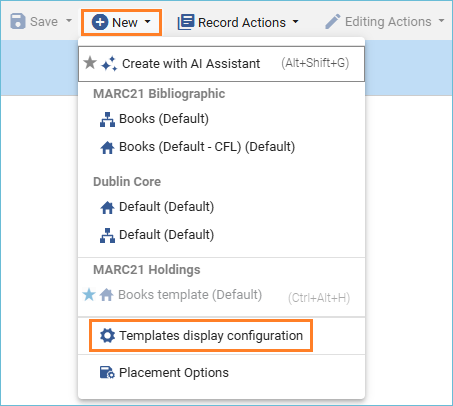 Save New Record Actions Editing Actions
Create with AI Assistant (Alt+Shift+G)
MARC21 Bibliographic
Books (Default)
Books (Default - CFL) (Default)
Dublin Core
Default (Default)
Default (Default)
MARC21 Holdings
Books template (Default) (Ctrl+Alt+H)
Templates display configuration
Placement Options